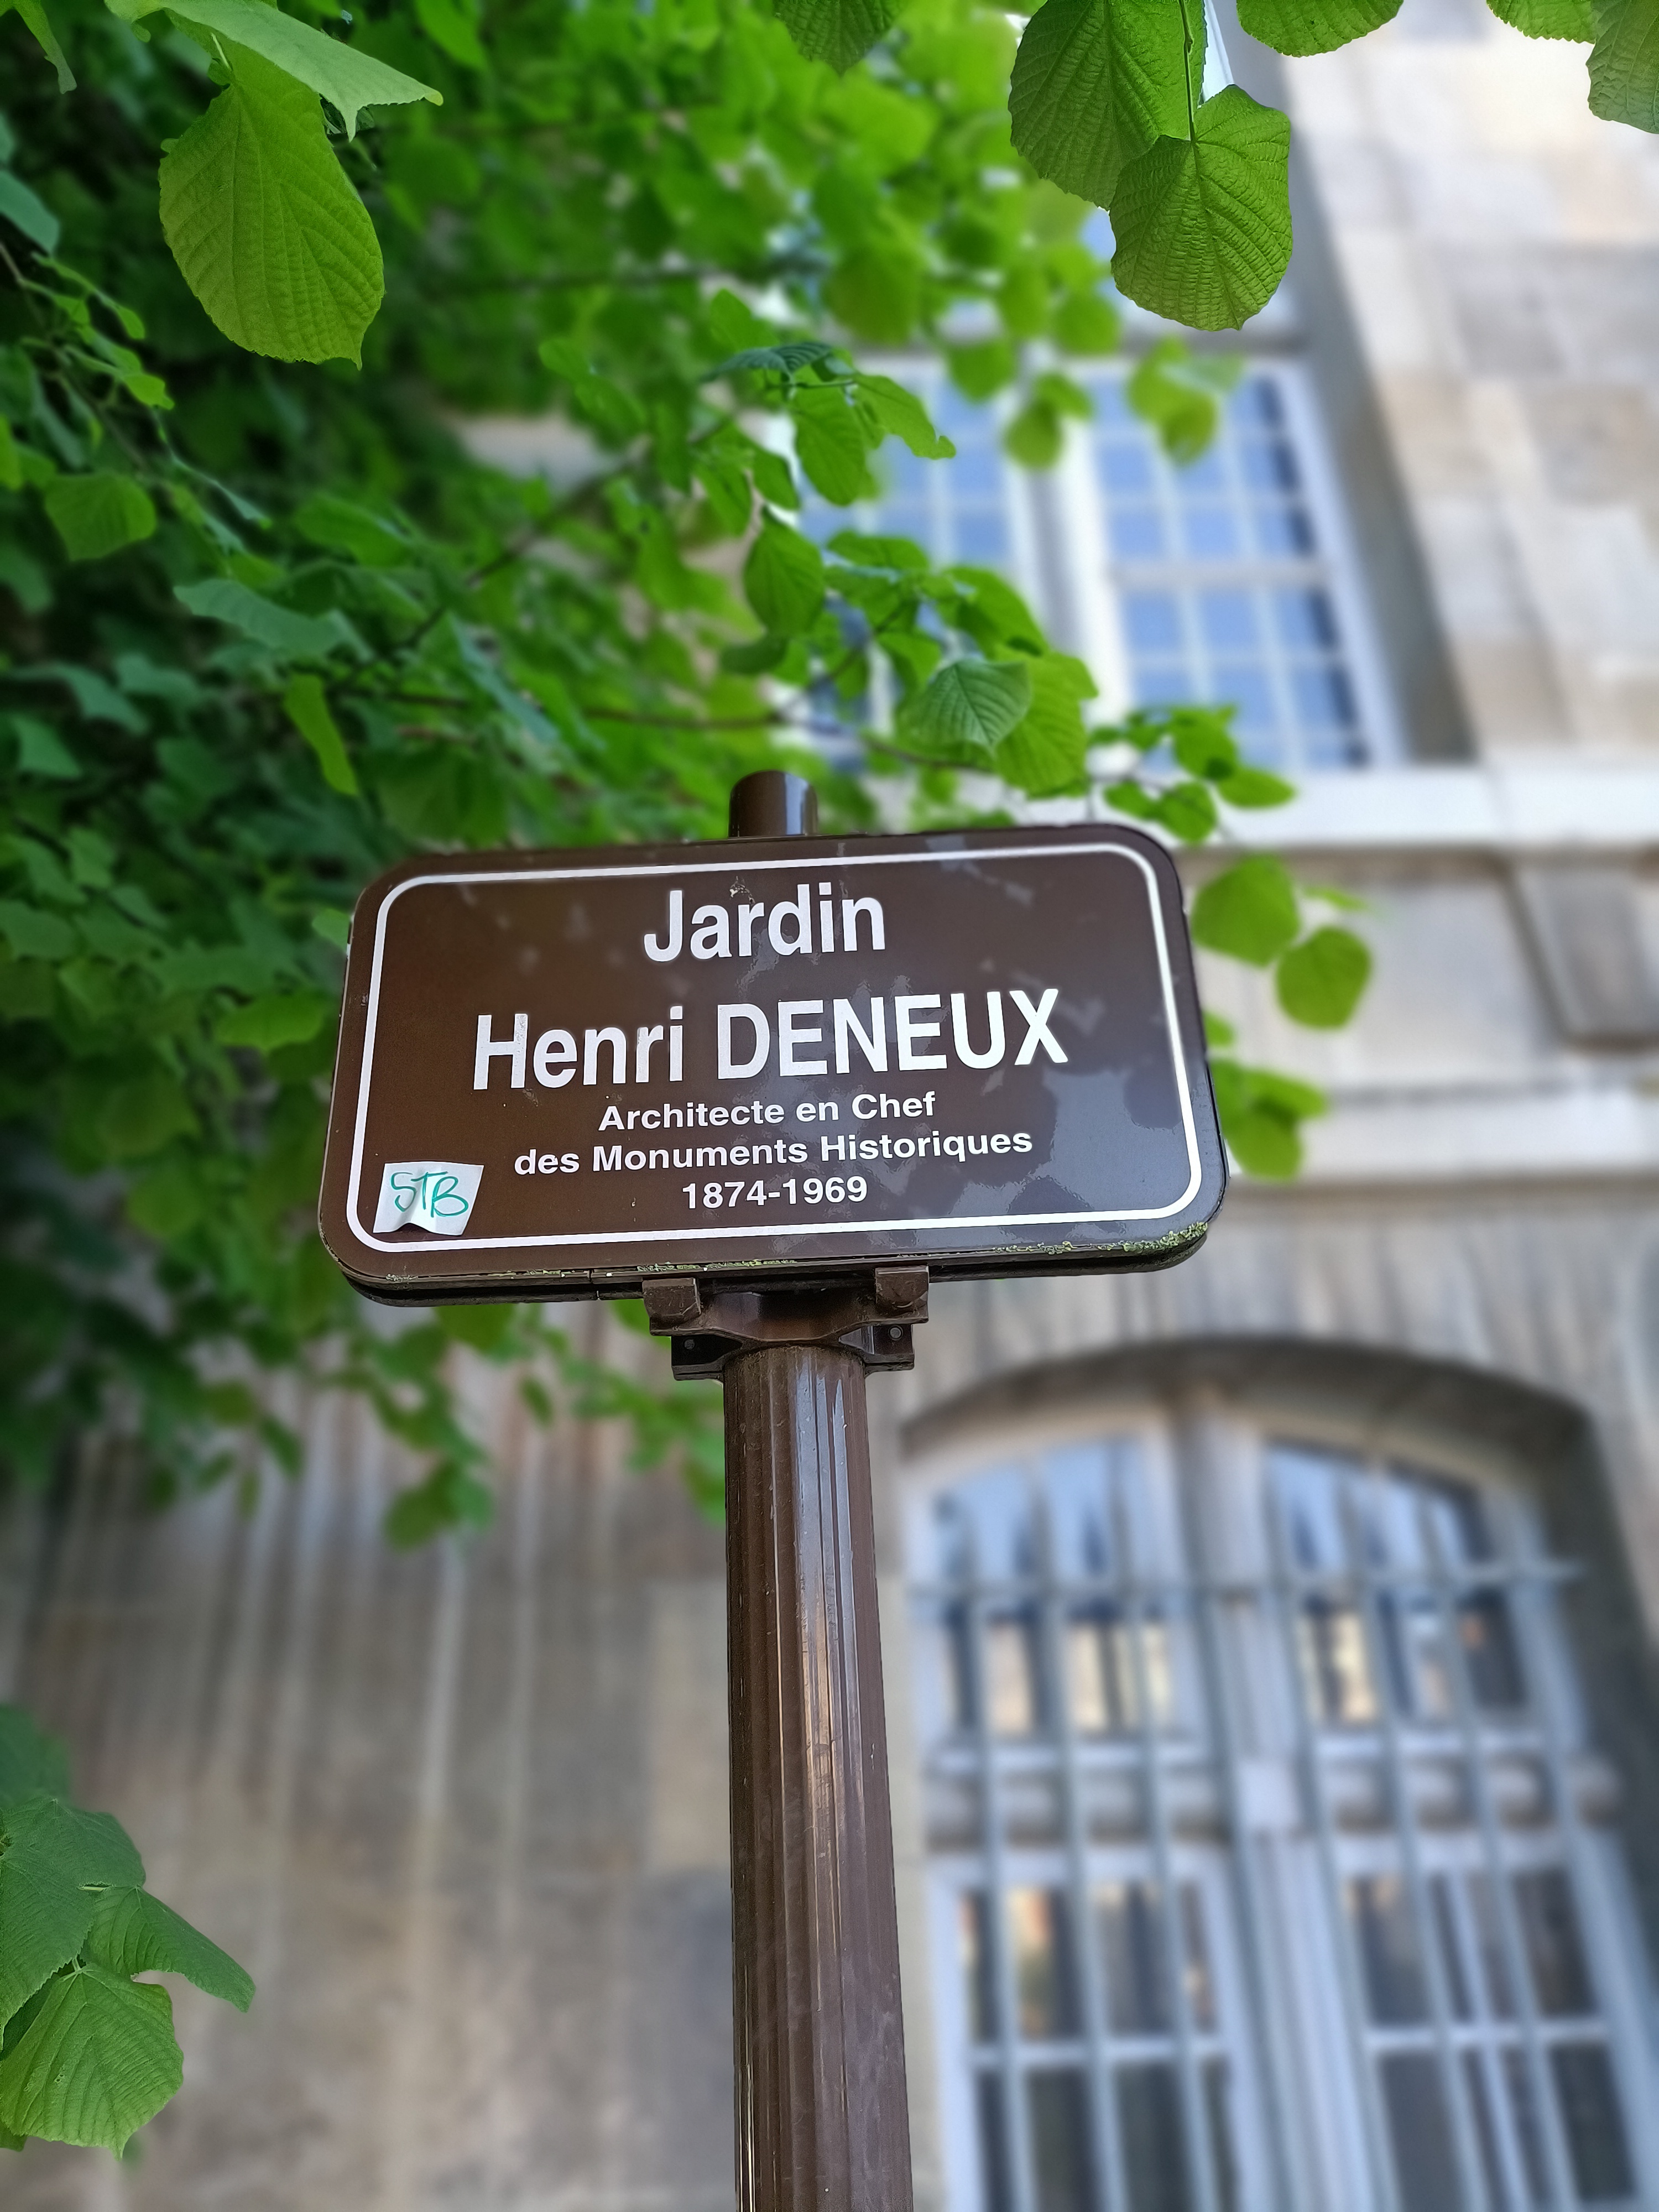 Jardin
Henri DENEUX
Architecte en Chef
des Monuments Historiques
1874-1969
STB